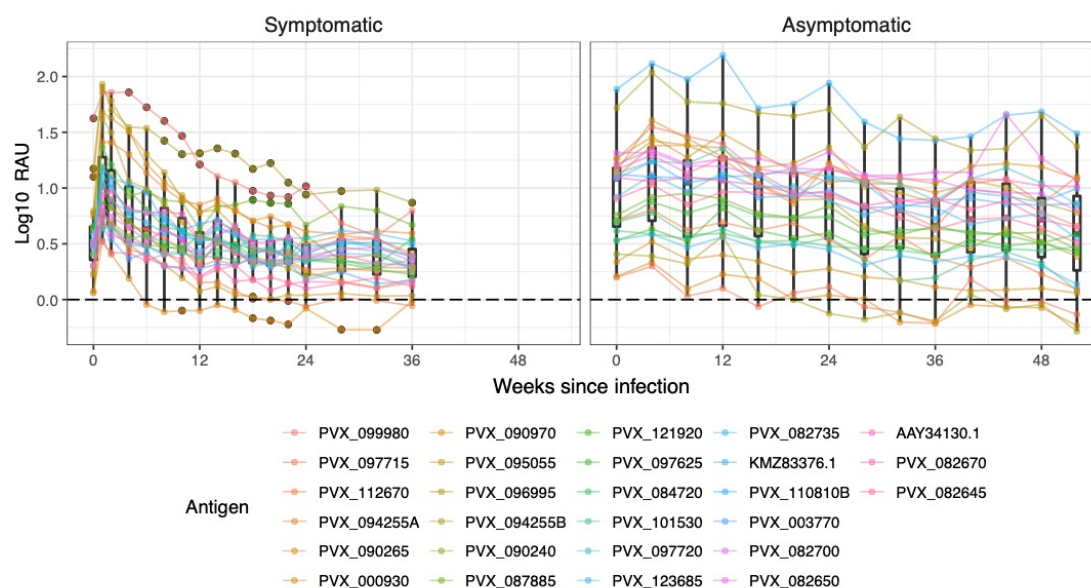 Symptomatic
Asymptomatic
Log10 RAU
2.0
1.5
1.0
0.5
0.0
0 12 24 36 48
0 12 24 36 48
Weeks since infection
Antigen
PVX_099980 PVX_090970 PVX_121920 PVX_082735 AAY34130.1
PVX_097715 PVX_095055 PVX_097625 KMZ83376.1 PVX_082670
PVX_112670 PVX_096995 PVX_084720 PVX_110810B PVX_082645
PVX_094255A PVX_094255B PVX_101530 PVX_003770
PVX_090265 PVX_090240 PVX_097720 PVX_082700
PVX_000930 PVX_087885 PVX_123685 PVX_082650